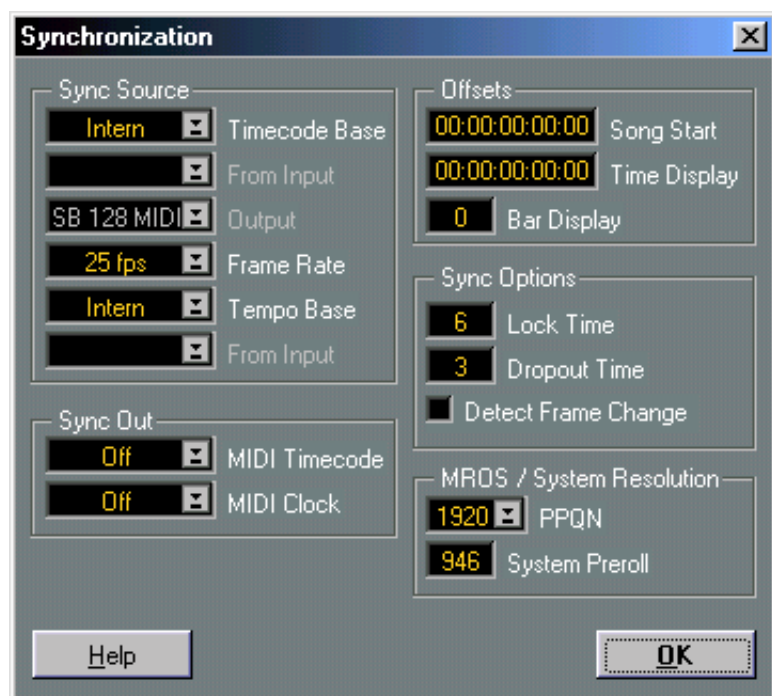 Synchronization
Sync Source
Intern Timecode Base
From Input
SB 128 MIDI Output
25 fps Frame Rate
Intern Tempo Base
From Input
Sync Out
Off MIDI Timecode
Off MIDI Clock
Offsets
00:00:00:00:00 Song Start
00:00:00:00:00 Time Display
0 Bar Display
Sync Options
6 Lock Time
3 Dropout Time
Detect Frame Change
MROS / System Resolution
1920 PPQN
946 System Preroll
Help
OK